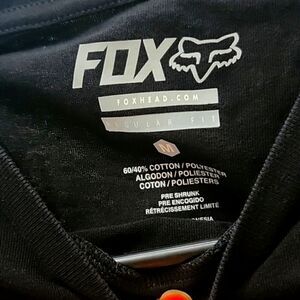 FOX
FOXHEAD.COM
REGULAR FIT
M
60/40% COTTON / POLYESTER
ALGODON / POLIESTER
COTON / POLIESTERS
PRE SHRUNK
PRE ENCOGIDO
RÉTRÉCISSEMENT LIMITÉ